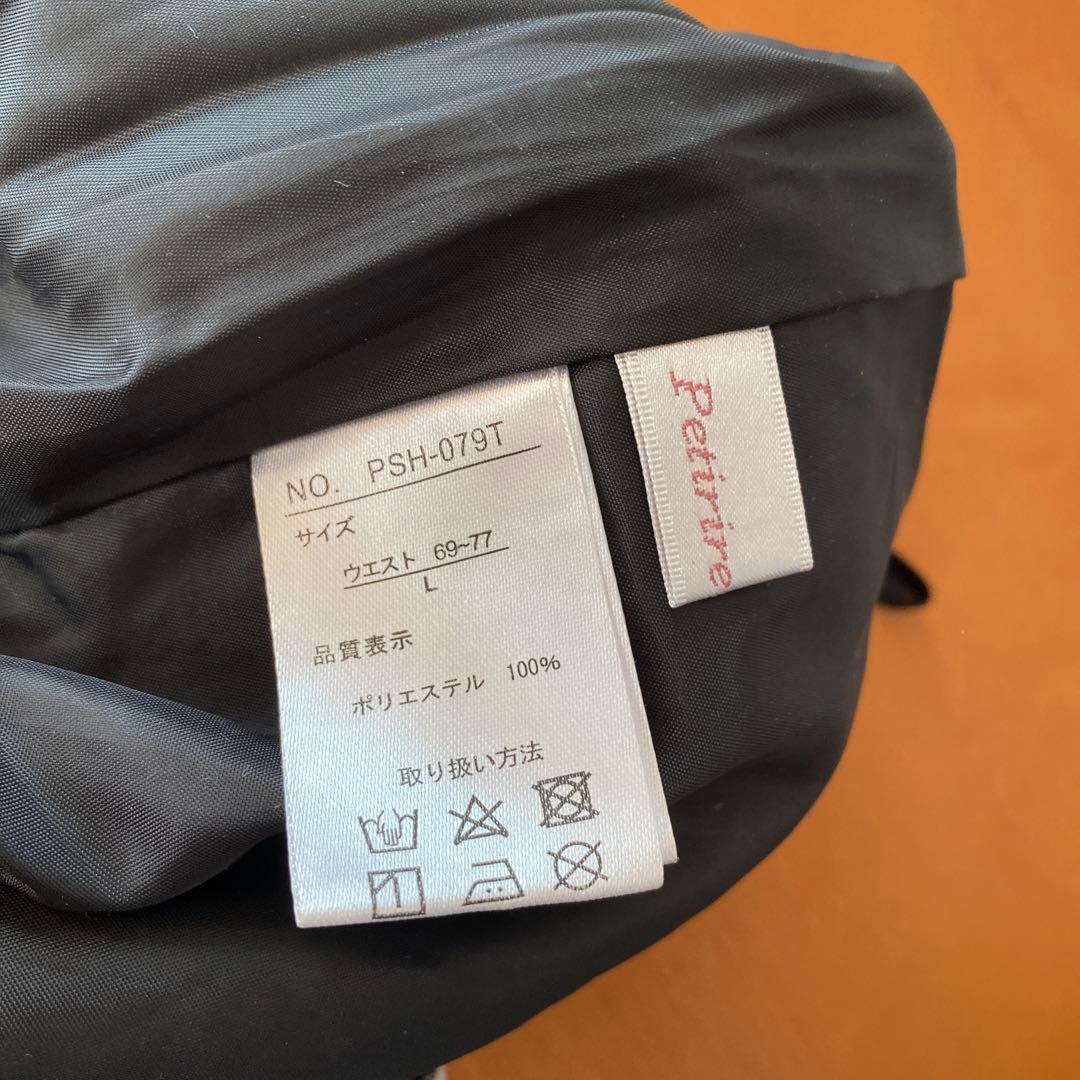 NO. PSH-079T
サイズ
ウエスト 69~77
L
品質表示
ポリエステル 100%
取り扱い方法
Petirire